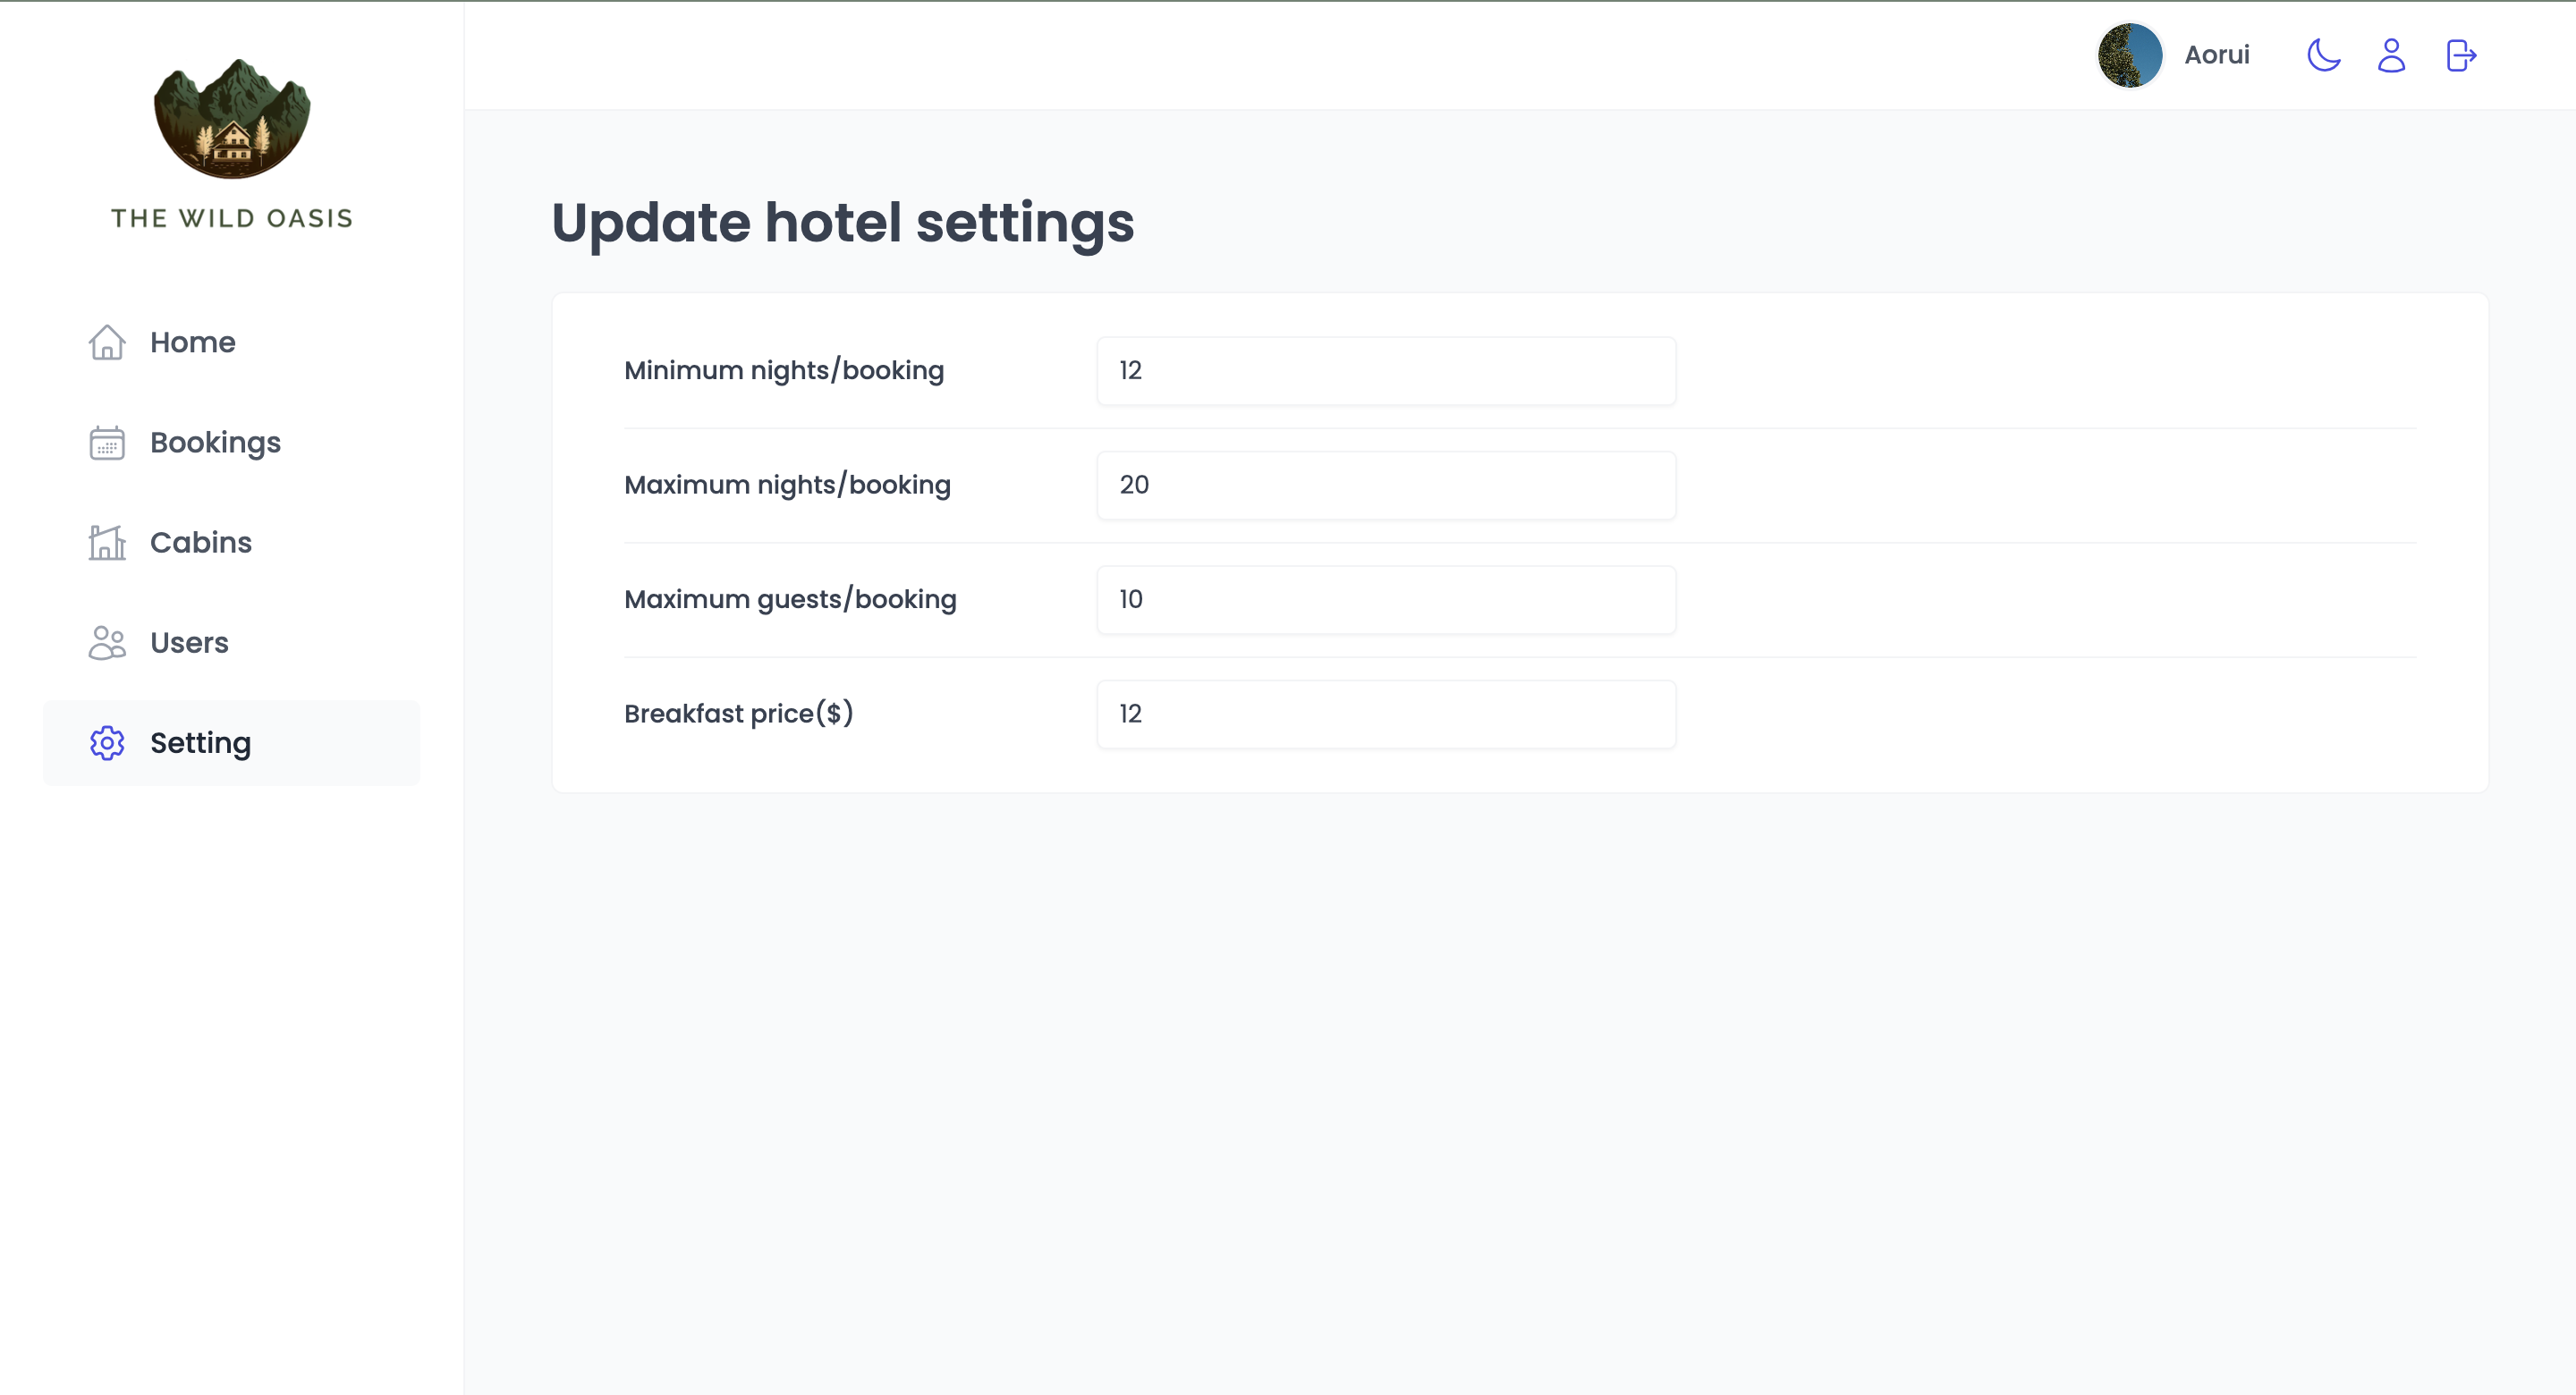 THE WILD OASIS
Home
Bookings
Cabins
Users
Setting
Aorui
Update hotel settings
Minimum nights/booking 12
Maximum nights/booking 20
Maximum guests/booking 10
Breakfast price($) 12